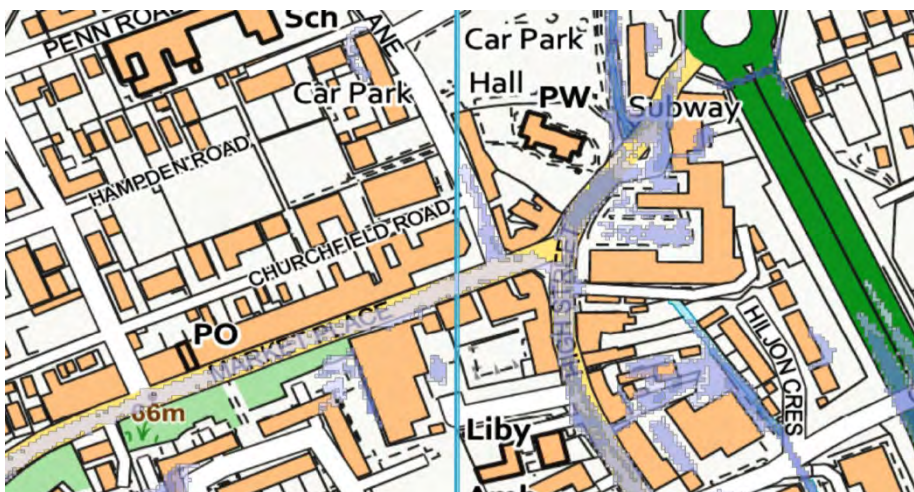 PENN ROAD
Sch
ANE
Car Park
Car Park
Hall
PW
Subway
HAMPDEN ROAD
CHURCHFIELD ROAD
HIGH STREET
PO
MARKET PLACE
HILJON CRES
66m
Liby